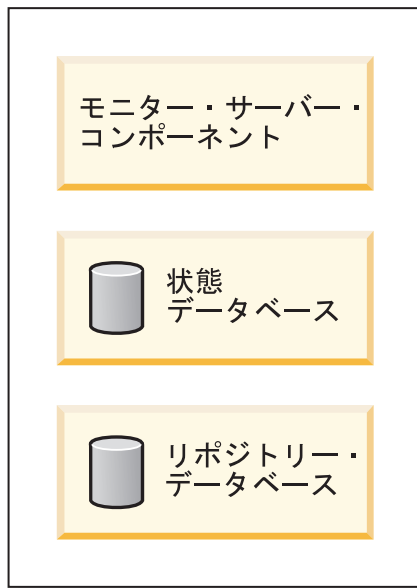 モニター・サーバー・
コンポーネント
状態
データベース
リポジトリー・
データベース